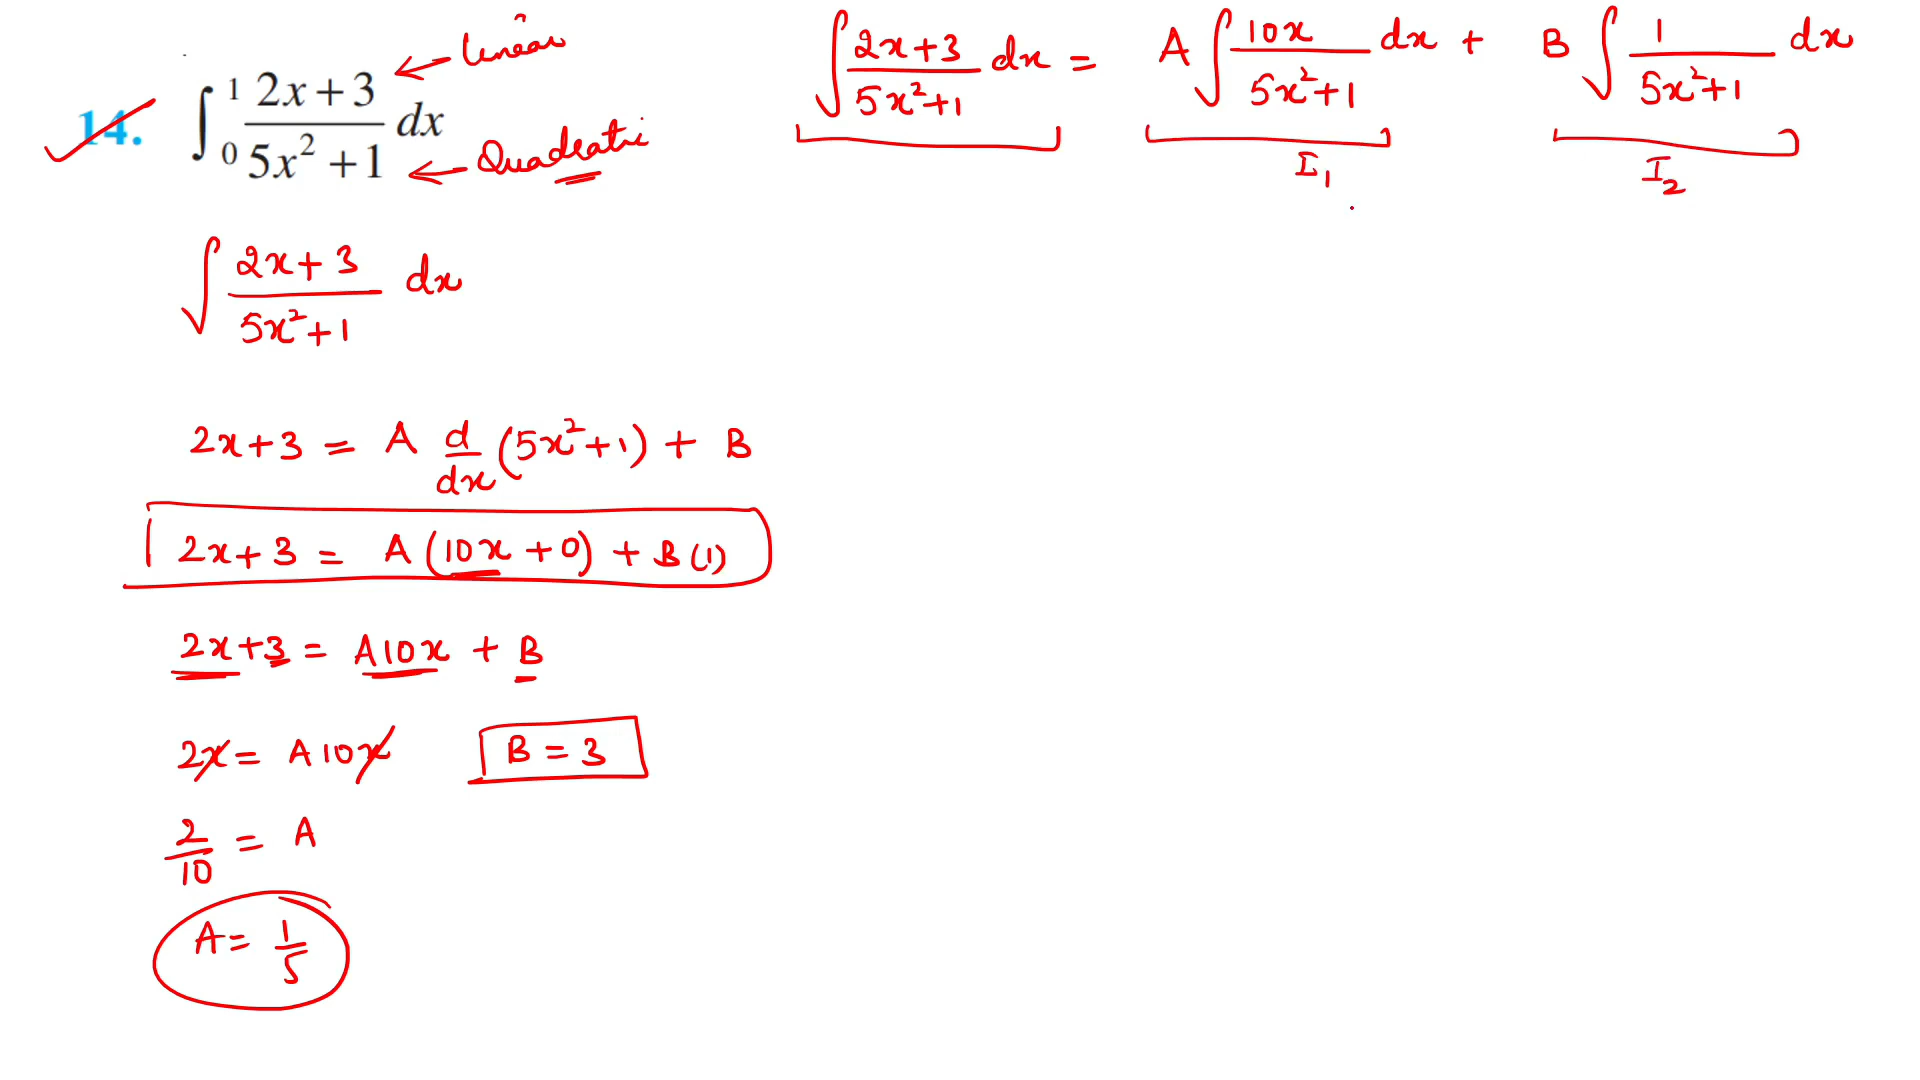 14. ∫₀¹ (2x+3)/(5x² +1) dx
← linear
← Quadratic
∫ (2x+3)/(5x²+1) dx
2x+3 = A d/dx (5x²+1) + B
2x+3 = A (10x +0) + B (1)
2x+3 = A10x + B
2x = A10x B = 3
2/10 = A
A = 1/5
∫ (2x+3)/(5x²+1) dx = A ∫ 10x/(5x²+1) dx + B ∫ 1/(5x²+1) dx
I₁ I₂